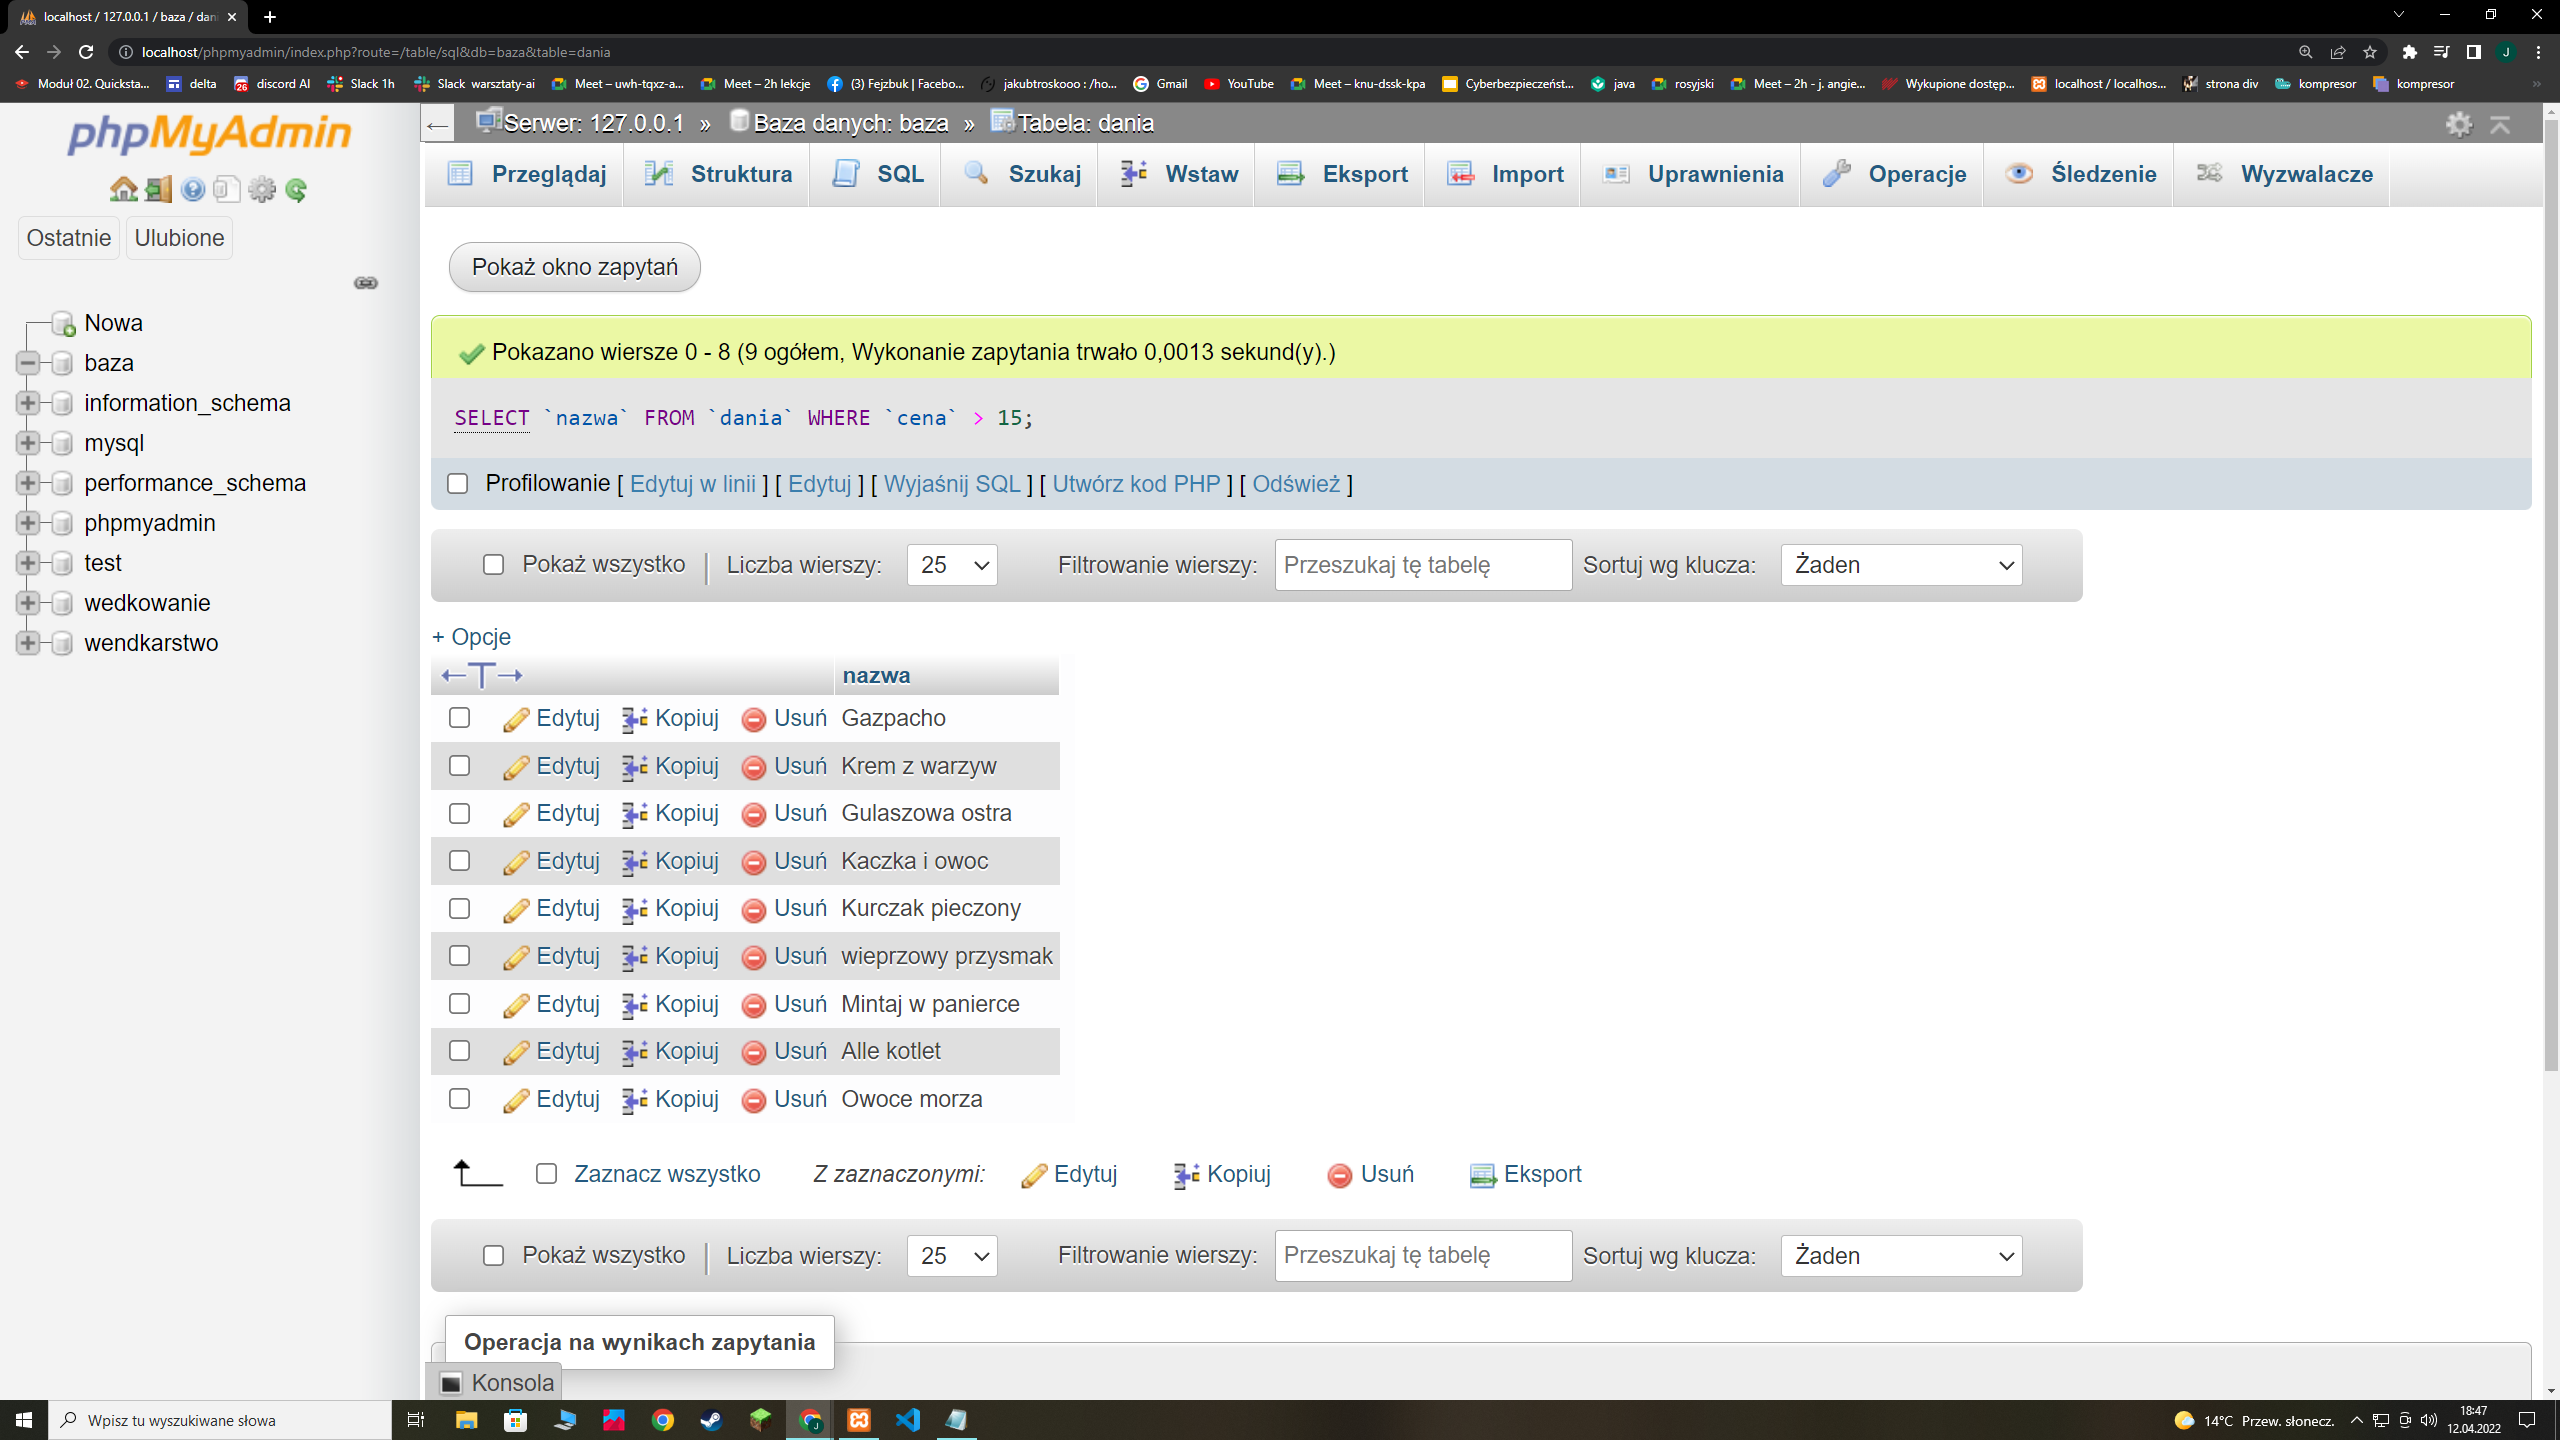 localhost / 127.0.0.1 / baza / dani
localhost/phpmyadmin/index.php?route=/table/sql&db=baza&table=dania
Moduł 02. Quicksta... delta discord AI Slack 1h Slack warsztaty-ai Meet – uwh-tqxz-a... Meet – 2h lekcje (3) Fejzbuk | Facebo... jakubtroskooo : /ho... Gmail YouTube Meet – knu-dssk-kpa Cyberbezpieczeńst... java rosyjski Meet – 2h - j. angie... Wykupione dostęp... localhost / localhos... strona div kompresor kompresor
phpMyAdmin
Ostatnie Ulubione
Nowa
baza
information_schema
mysql
performance_schema
phpmyadmin
test
wedkowanie
wendkarstwo
← Serwer: 127.0.0.1 » Baza danych: baza » Tabela: dania
Przeglądaj Struktura SQL Szukaj Wstaw Eksport Import Uprawnienia Operacje Śledzenie Wyzwalacze
Pokaż okno zapytań
Pokazano wiersze 0 - 8 (9 ogółem, Wykonanie zapytania trwało 0,0013 sekund(y).)
SELECT `nazwa` FROM `dania` WHERE `cena` > 15;
Profilowanie [ Edytuj w linii ] [ Edytuj ] [ Wyjaśnij SQL ] [ Utwórz kod PHP ] [ Odśwież ]
Pokaż wszystko | Liczba wierszy: 25 Filtrowanie wierszy: Przeszukaj tę tabelę Sortuj wg klucza: Żaden
+ Opcje
←T→ nazwa
Edytuj Kopiuj Usuń Gazpacho
Edytuj Kopiuj Usuń Krem z warzyw
Edytuj Kopiuj Usuń Gulaszowa ostra
Edytuj Kopiuj Usuń Kaczka i owoc
Edytuj Kopiuj Usuń Kurczak pieczony
Edytuj Kopiuj Usuń wieprzowy przysmak
Edytuj Kopiuj Usuń Mintaj w panierce
Edytuj Kopiuj Usuń Alle kotlet
Edytuj Kopiuj Usuń Owoce morza
Zaznacz wszystko Z zaznaczonymi: Edytuj Kopiuj Usuń Eksport
Pokaż wszystko | Liczba wierszy: 25 Filtrowanie wierszy: Przeszukaj tę tabelę Sortuj wg klucza: Żaden
Operacja na wynikach zapytania
Konsola
Wpisz tu wyszukiwane słowa
14°C Przew. słonecz.
18:47
12.04.2022